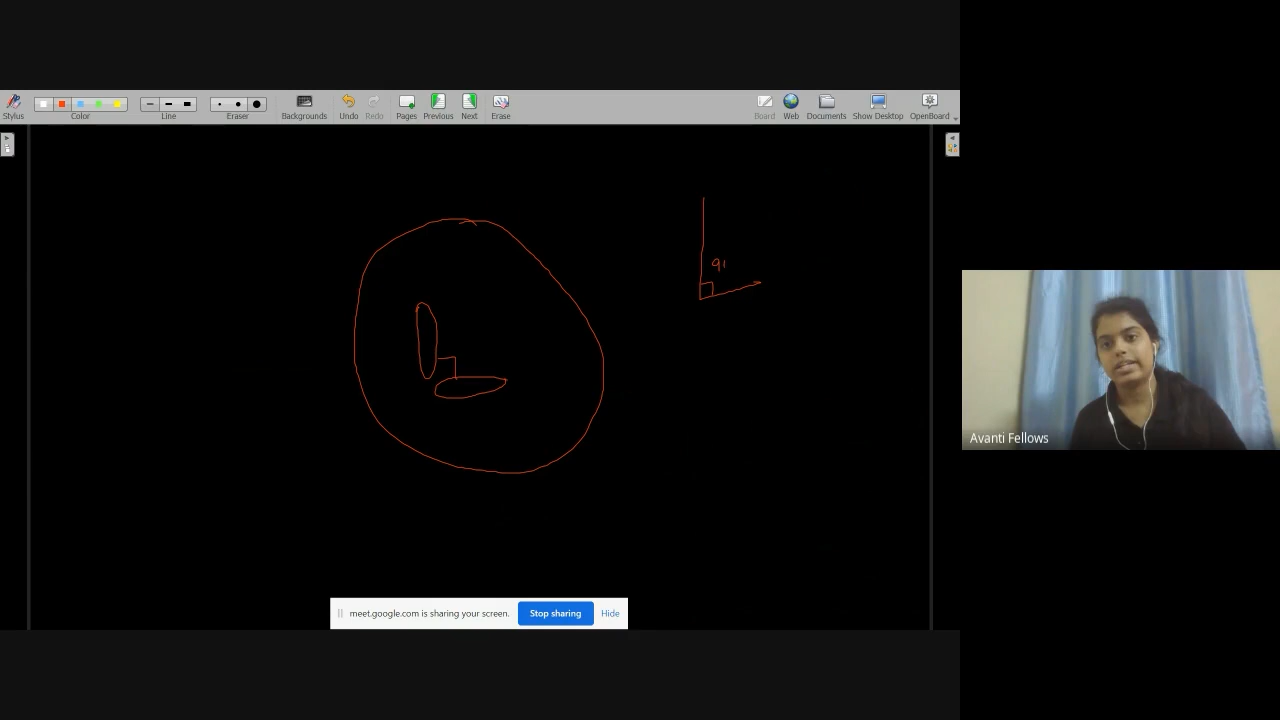 Stylus Color Line Eraser Backgrounds Undo Redo Pages Previous Next Erase Board Web Documents Show Desktop OpenBoard
Avanti Fellows
meet.google.com is sharing your screen. Stop sharing Hide